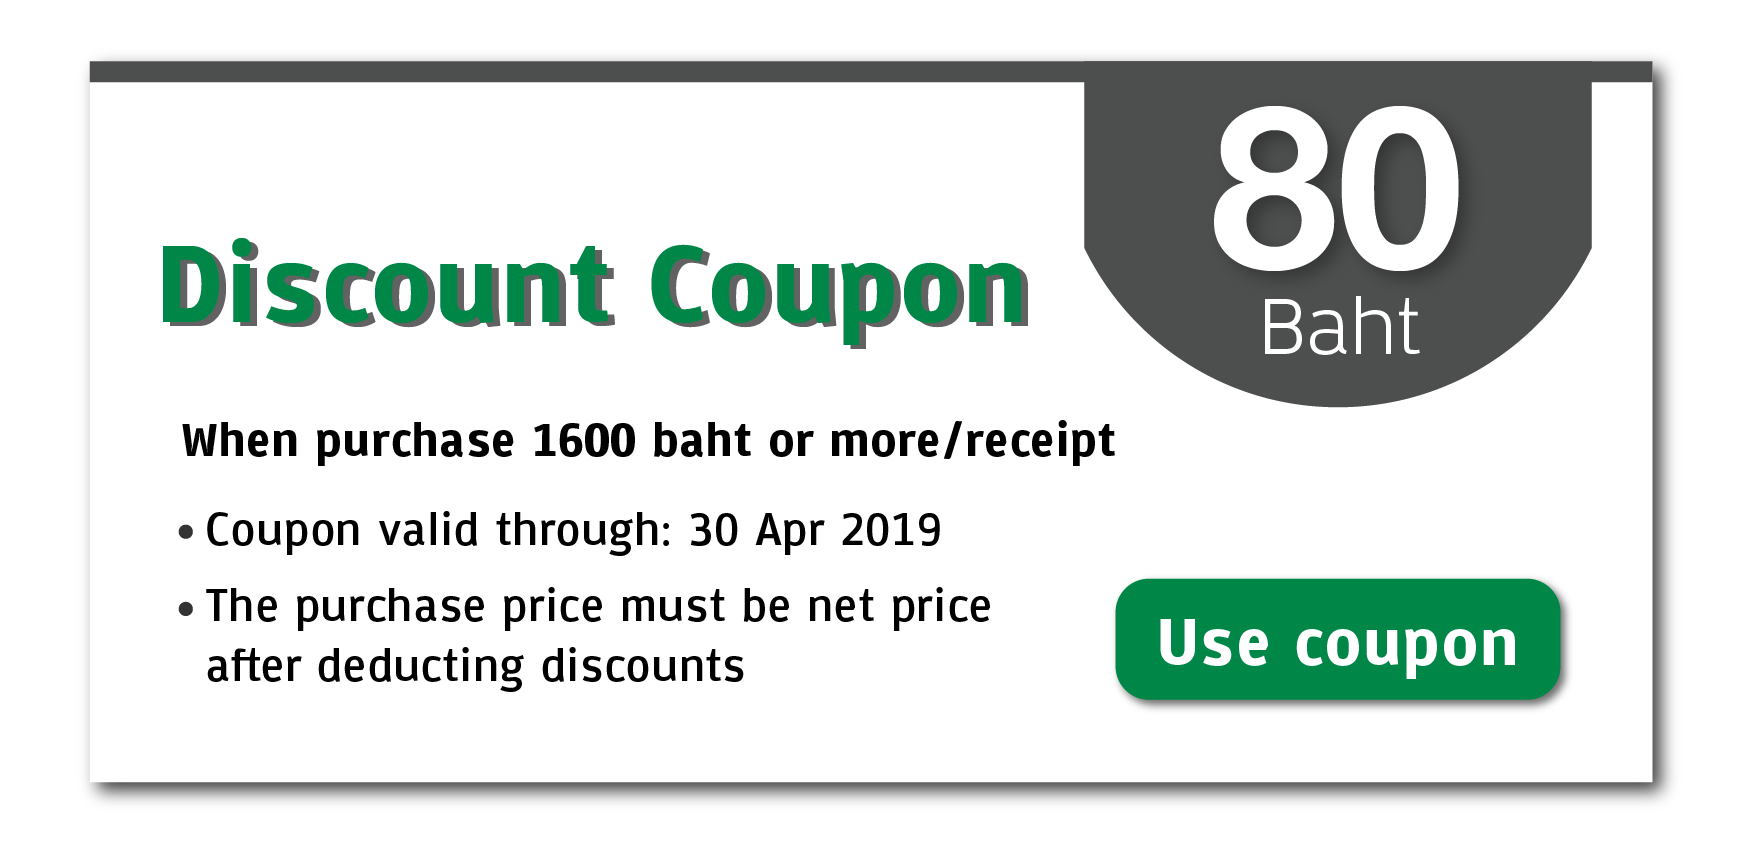 80
Baht
Discount Coupon
When purchase 1600 baht or more/receipt
• Coupon valid through: 30 Apr 2019
• The purchase price must be net price
after deducting discounts
Use coupon